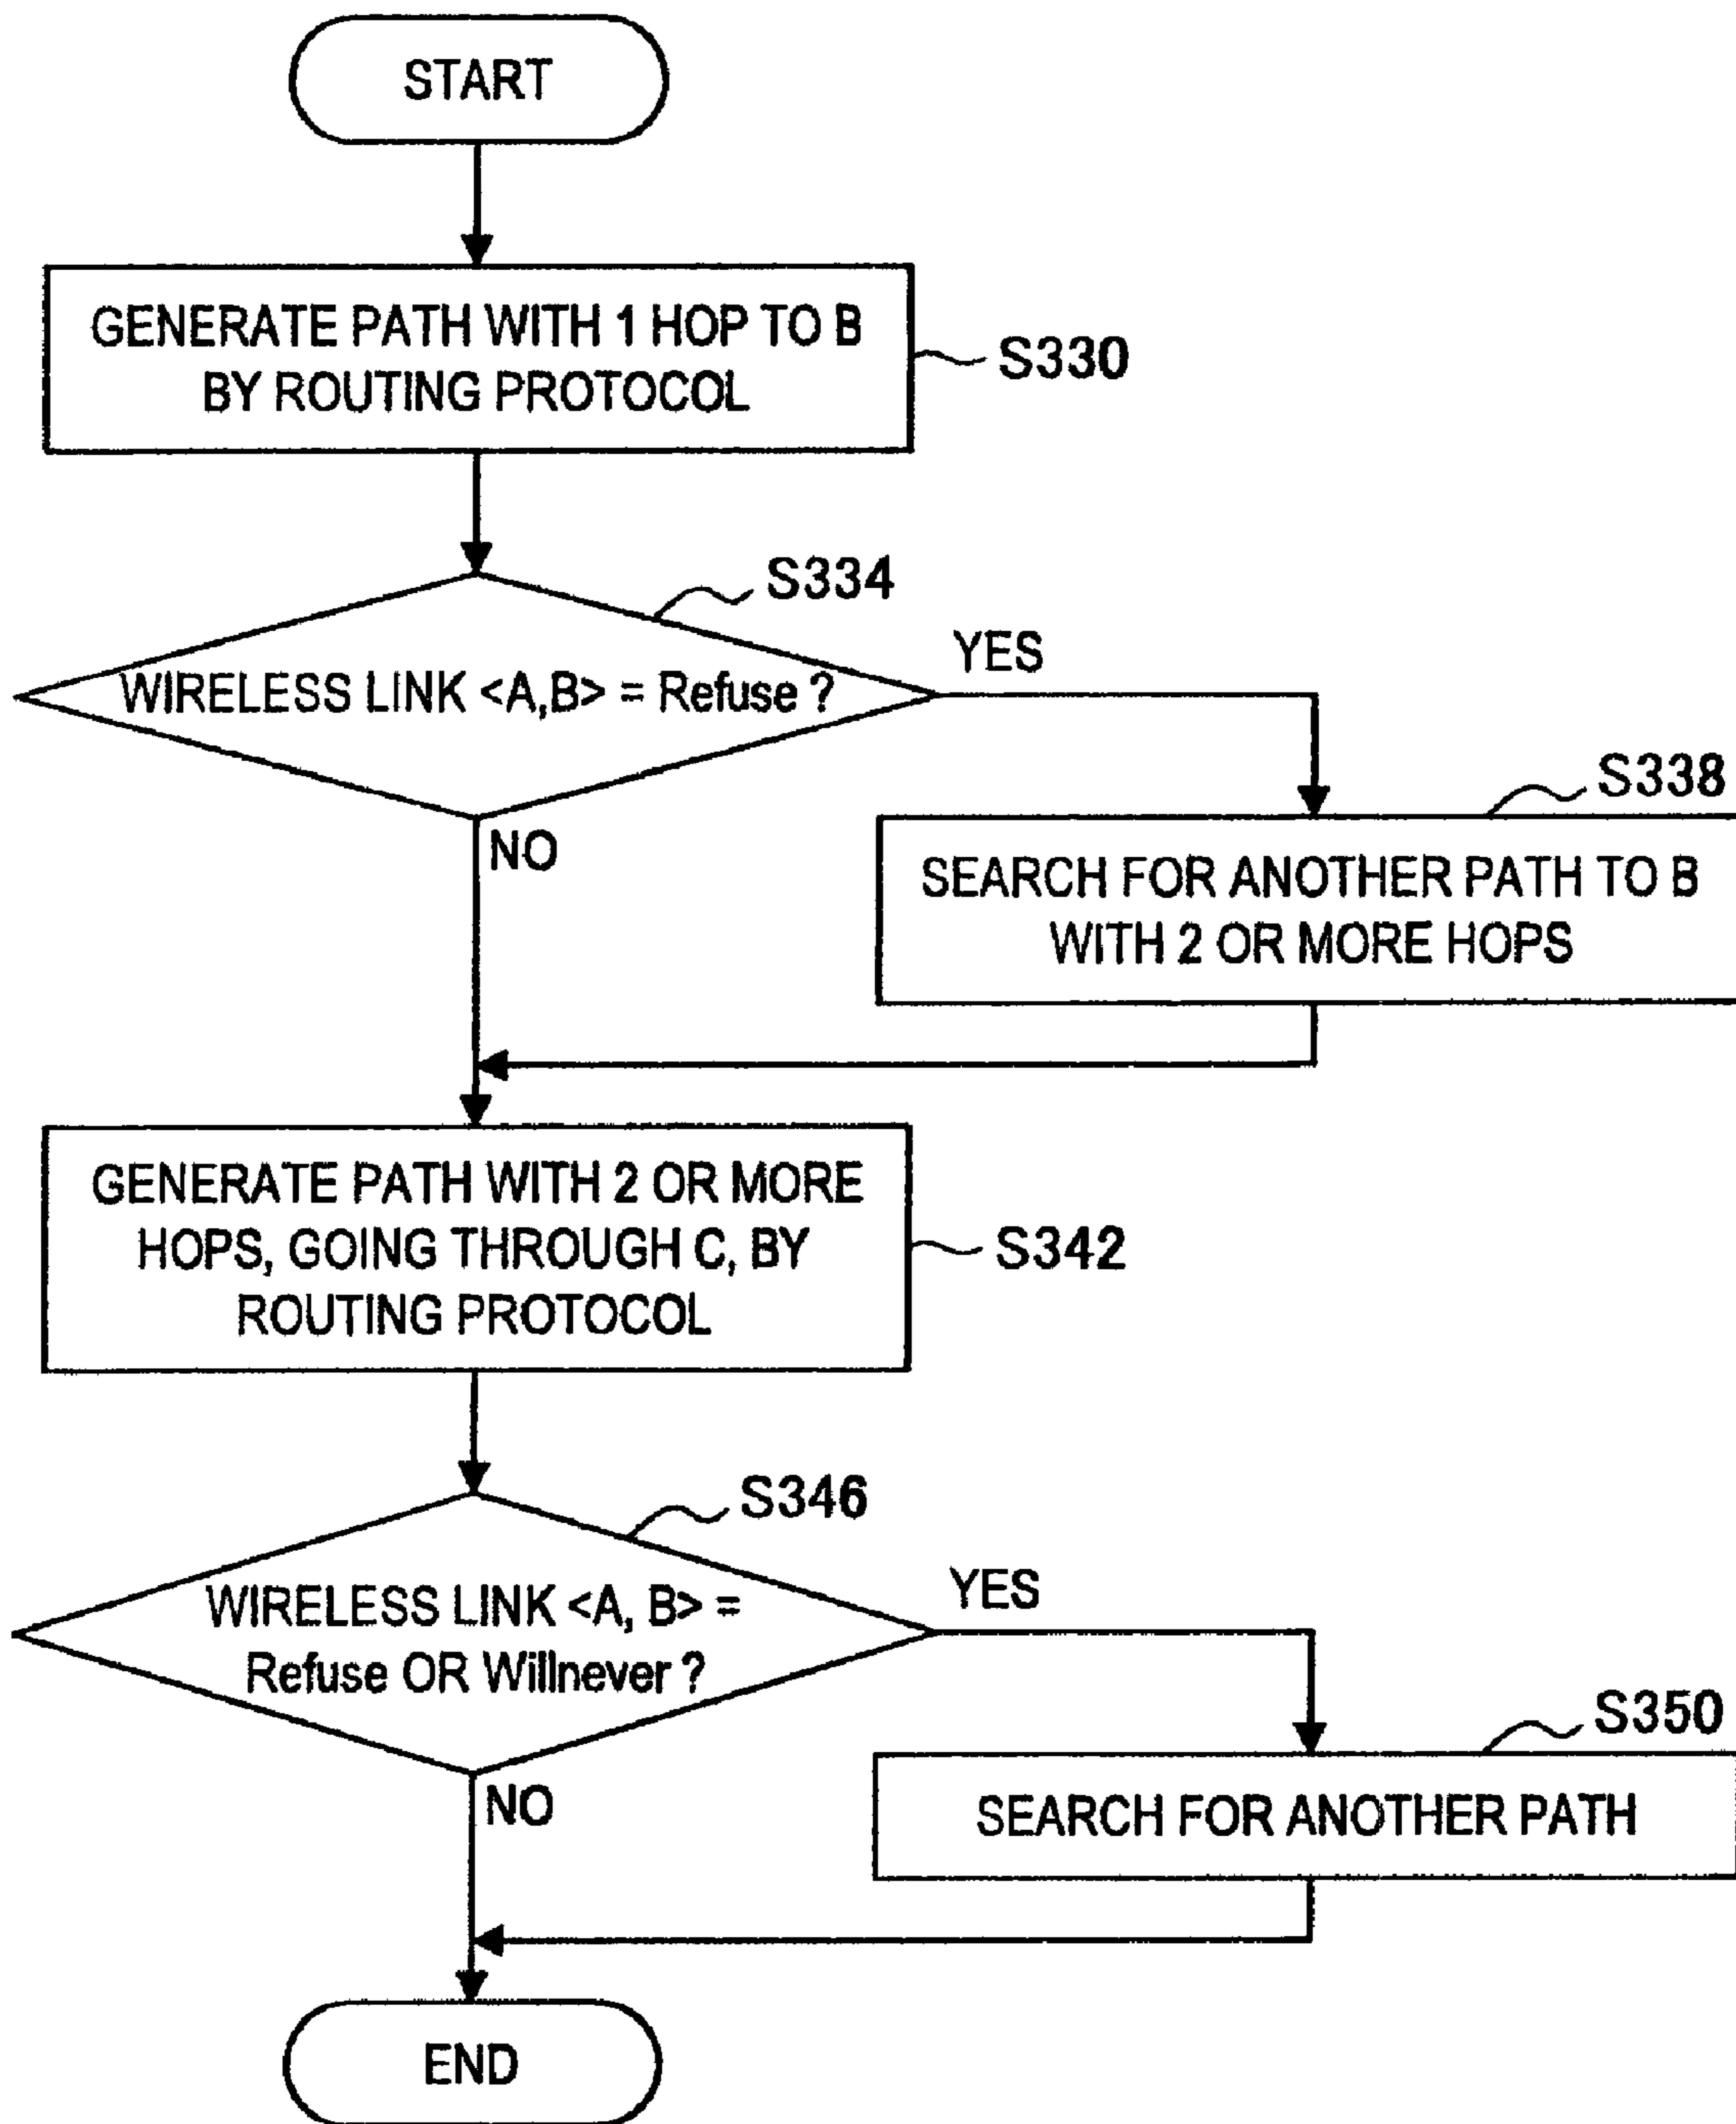 START
GENERATE PATH WITH 1 HOP TO B
BY ROUTING PROTOCOL
S330
S334
WIRELESS LINK <A,B> = Refuse ?
YES
NO
S338
SEARCH FOR ANOTHER PATH TO B
WITH 2 OR MORE HOPS
GENERATE PATH WITH 2 OR MORE
HOPS, GOING THROUGH C, BY
ROUTING PROTOCOL
S342
S346
WIRELESS LINK <A, B> =
Refuse OR Willnever ?
YES
NO
S350
SEARCH FOR ANOTHER PATH
END